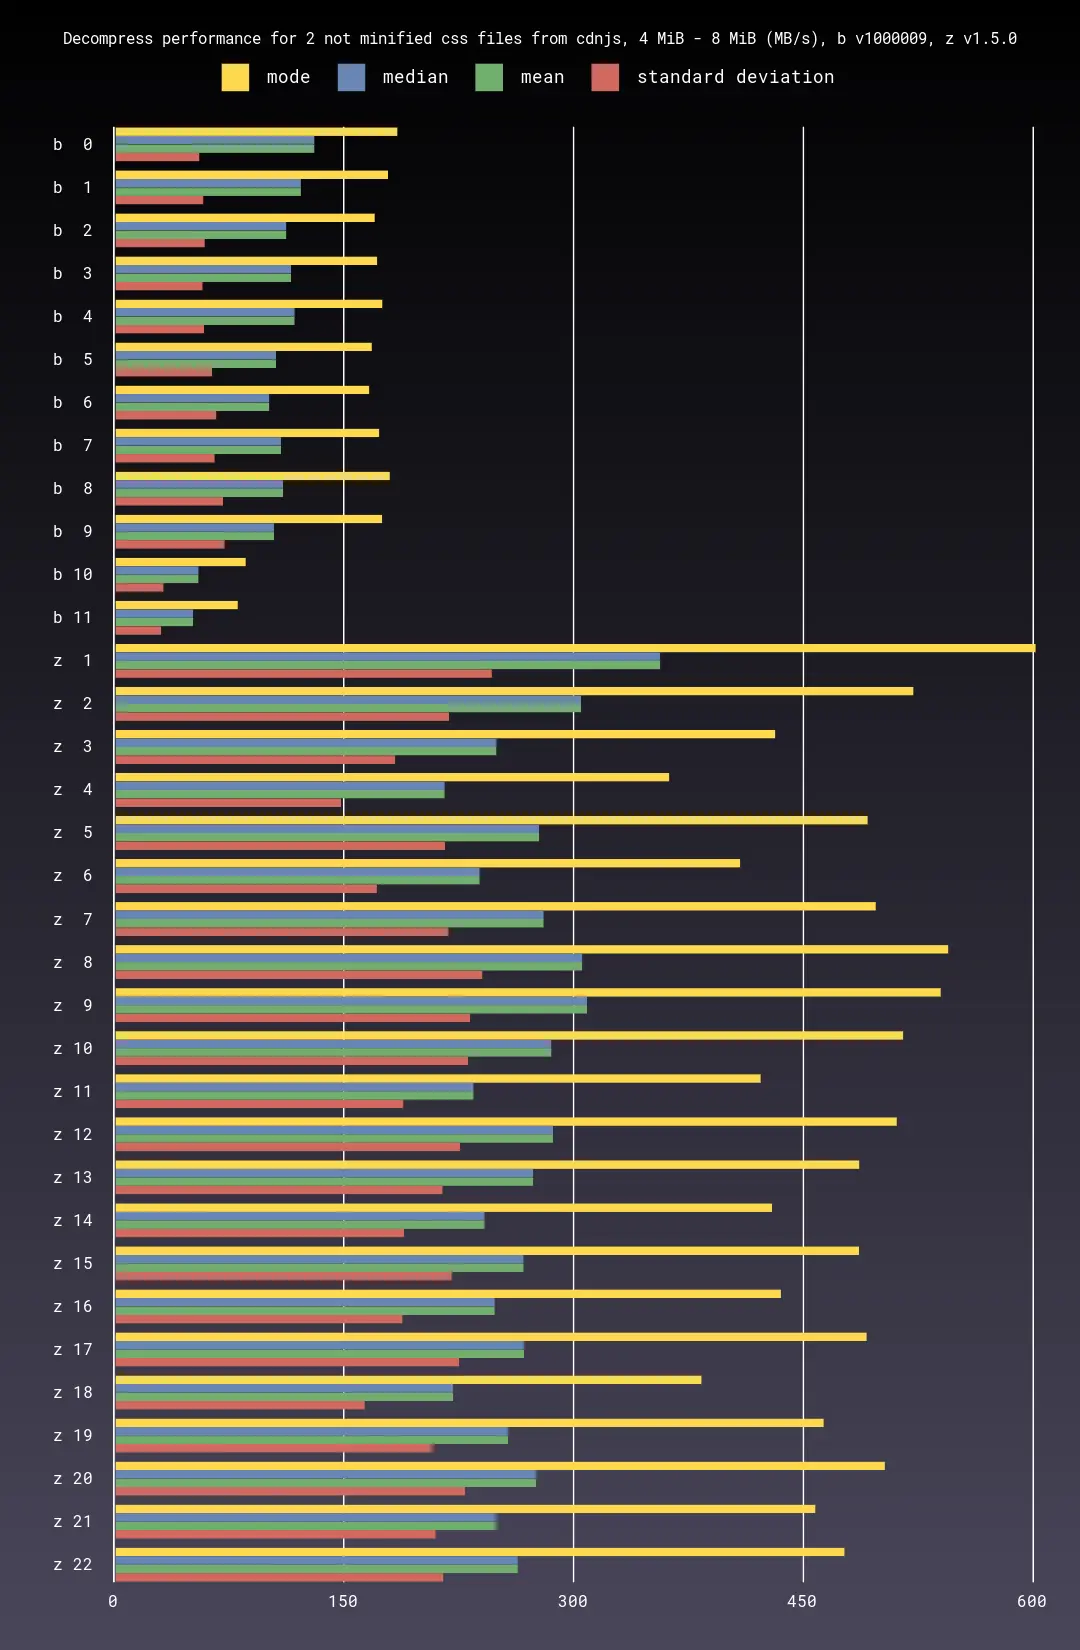 Decompress performance for 2 not minified css files from cdnjs, 4 MiB - 8 MiB (MB/s), b v1000009, z v1.5.0
mode median mean standard deviation
b 0
b 1
b 2
b 3
b 4
b 5
b 6
b 7
b 8
b 9
b 10
b 11
z 1
z 2
z 3
z 4
z 5
z 6
z 7
z 8
z 9
z 10
z 11
z 12
z 13
z 14
z 15
z 16
z 17
z 18
z 19
z 20
z 21
z 22
0 150 300 450 600